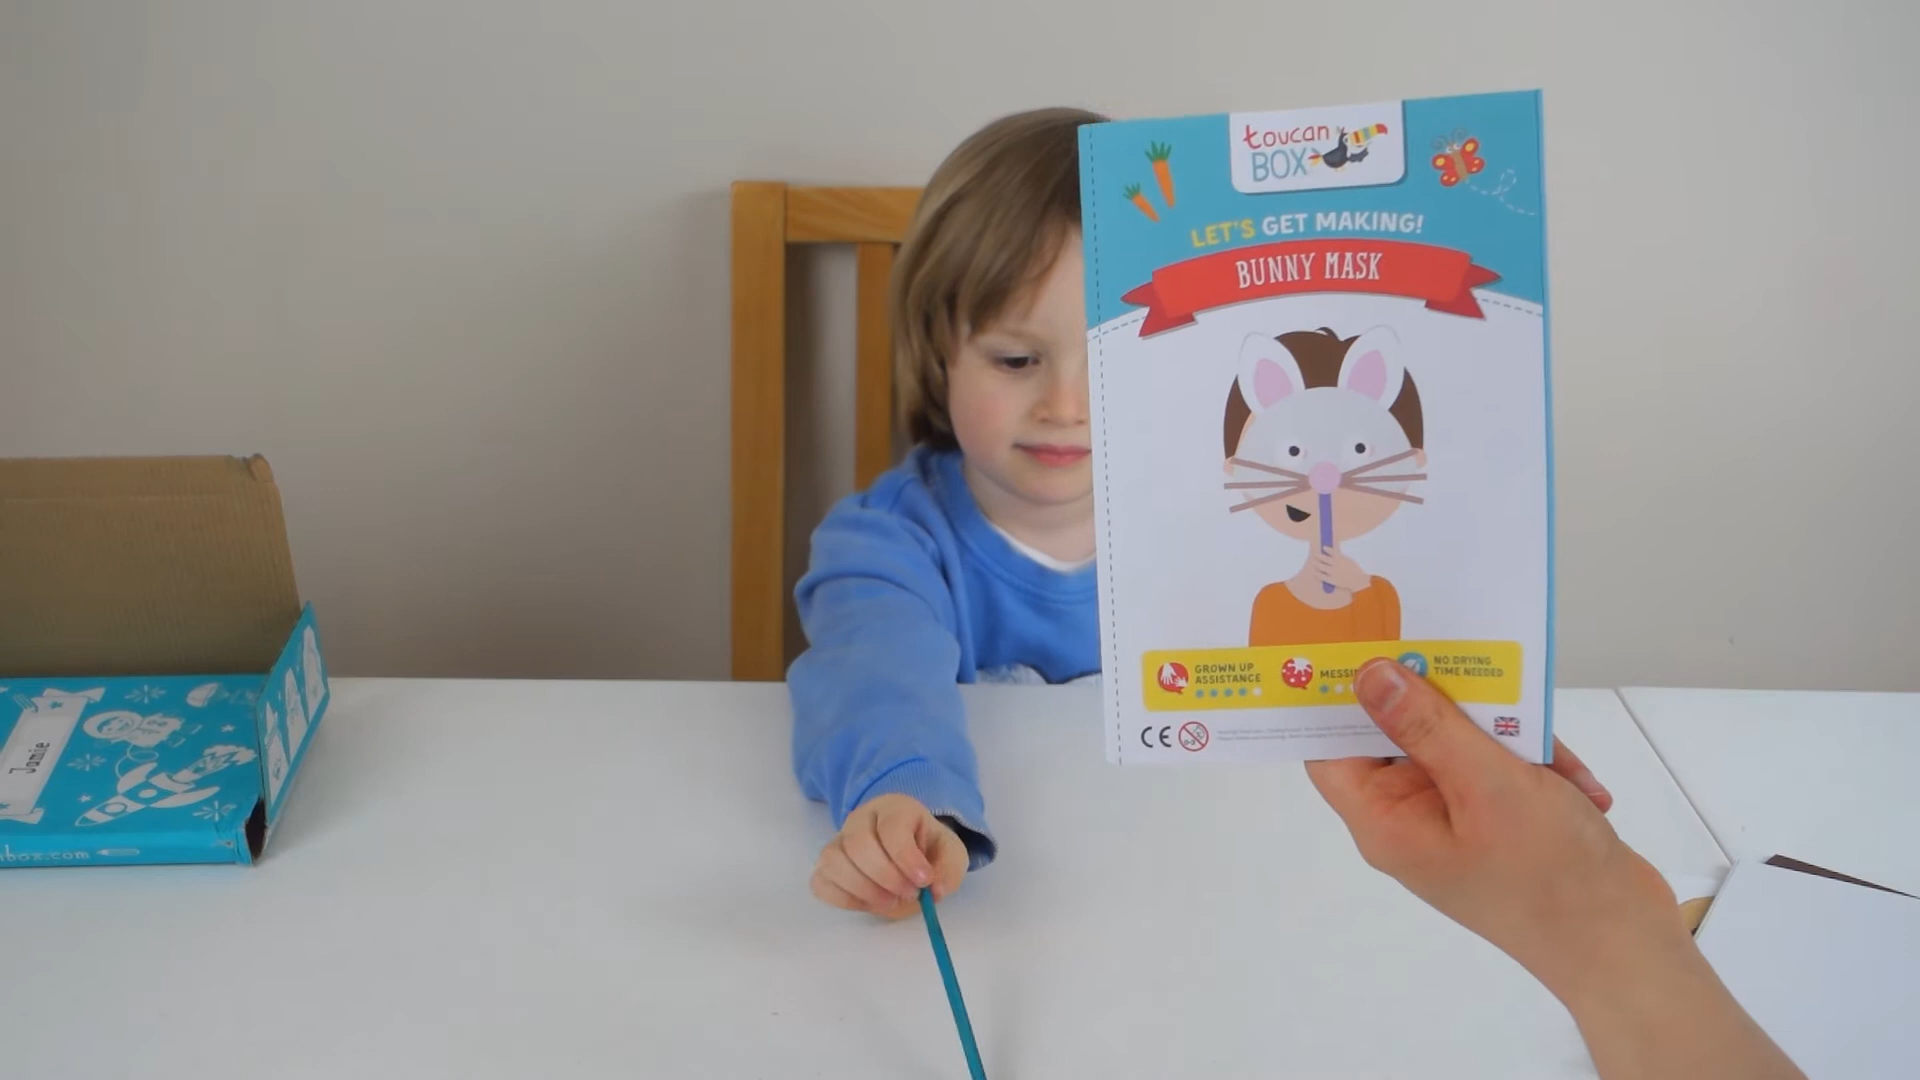 toucan
BOX
LET'S GET MAKING!
BUNNY MASK
GROWN UP
ASSISTANCE
NO DRYING
TIME NEEDED
CE
Jamie
box.com